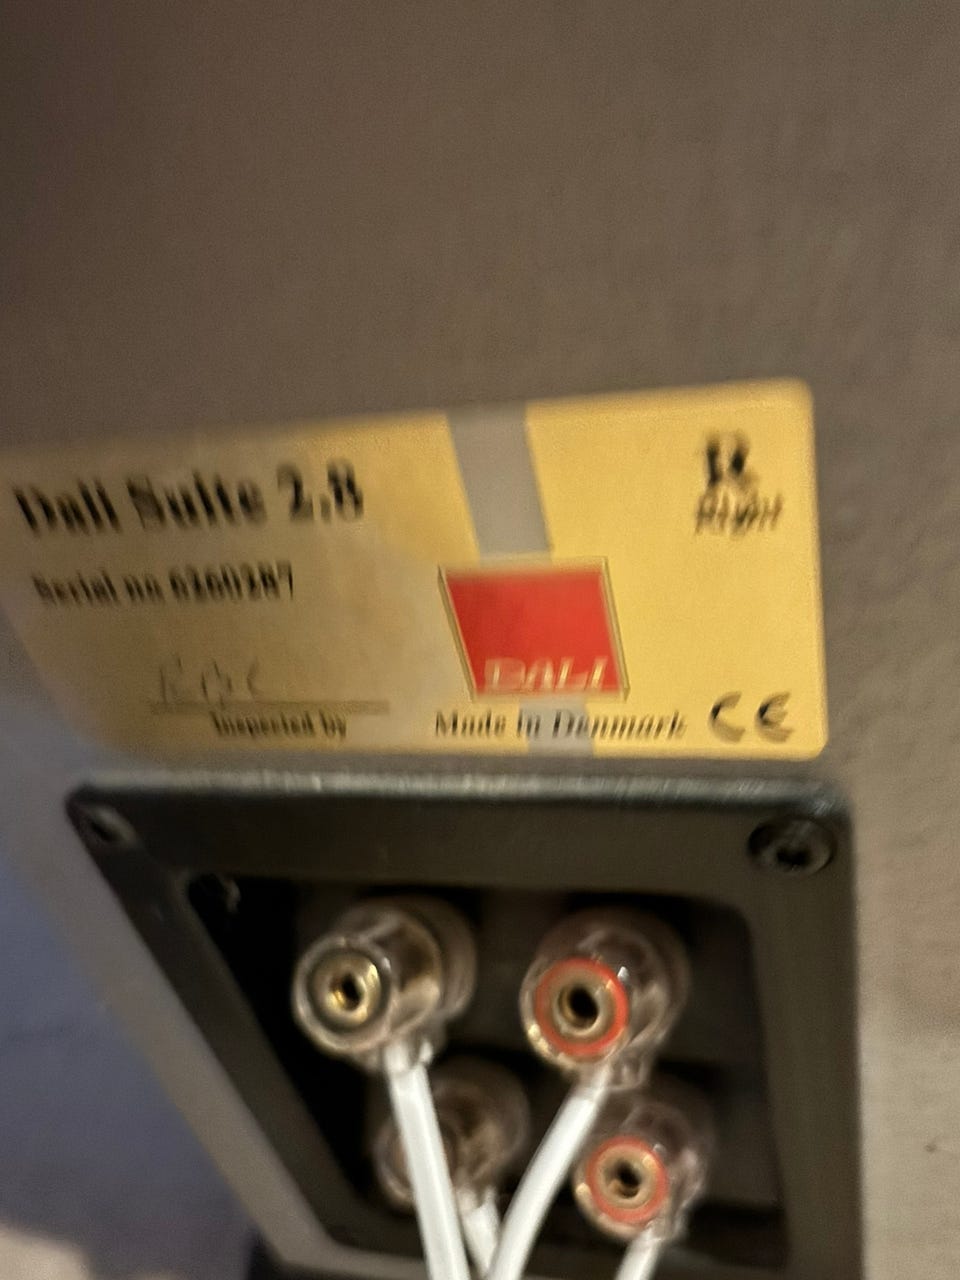 Dali Suite 2.8
R
RIGHT
Serial no 6260287
DALI
Inspected by
Made in Denmark
CE